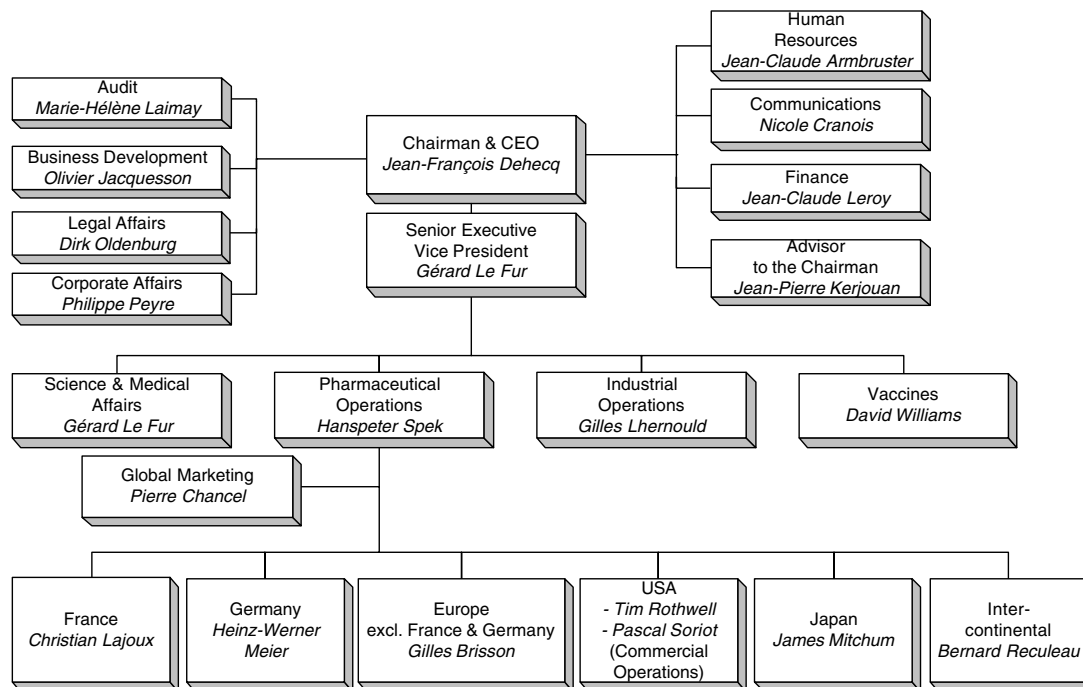 Audit
Marie-Hélène Laimay
Business Development
Olivier Jacquesson
Legal Affairs
Dirk Oldenburg
Corporate Affairs
Philippe Peyre
Chairman & CEO
Jean-François Dehecq
Senior Executive
Vice President
Gérard Le Fur
Human
Resources
Jean-Claude Armbruster
Communications
Nicole Cranois
Finance
Jean-Claude Leroy
Advisor
to the Chairman
Jean-Pierre Kerjouan
Science & Medical
Affairs
Gérard Le Fur
Pharmaceutical
Operations
Hanspeter Spek
Industrial
Operations
Gilles Lhernould
Vaccines
David Williams
Global Marketing
Pierre Chancel
France
Christian Lajoux
Germany
Heinz-Werner
Meier
Europe
excl. France & Germany
Gilles Brisson
USA
- Tim Rothwell
- Pascal Soriot
(Commercial
Operations)
Japan
James Mitchum
Inter-
continental
Bernard Reculeau